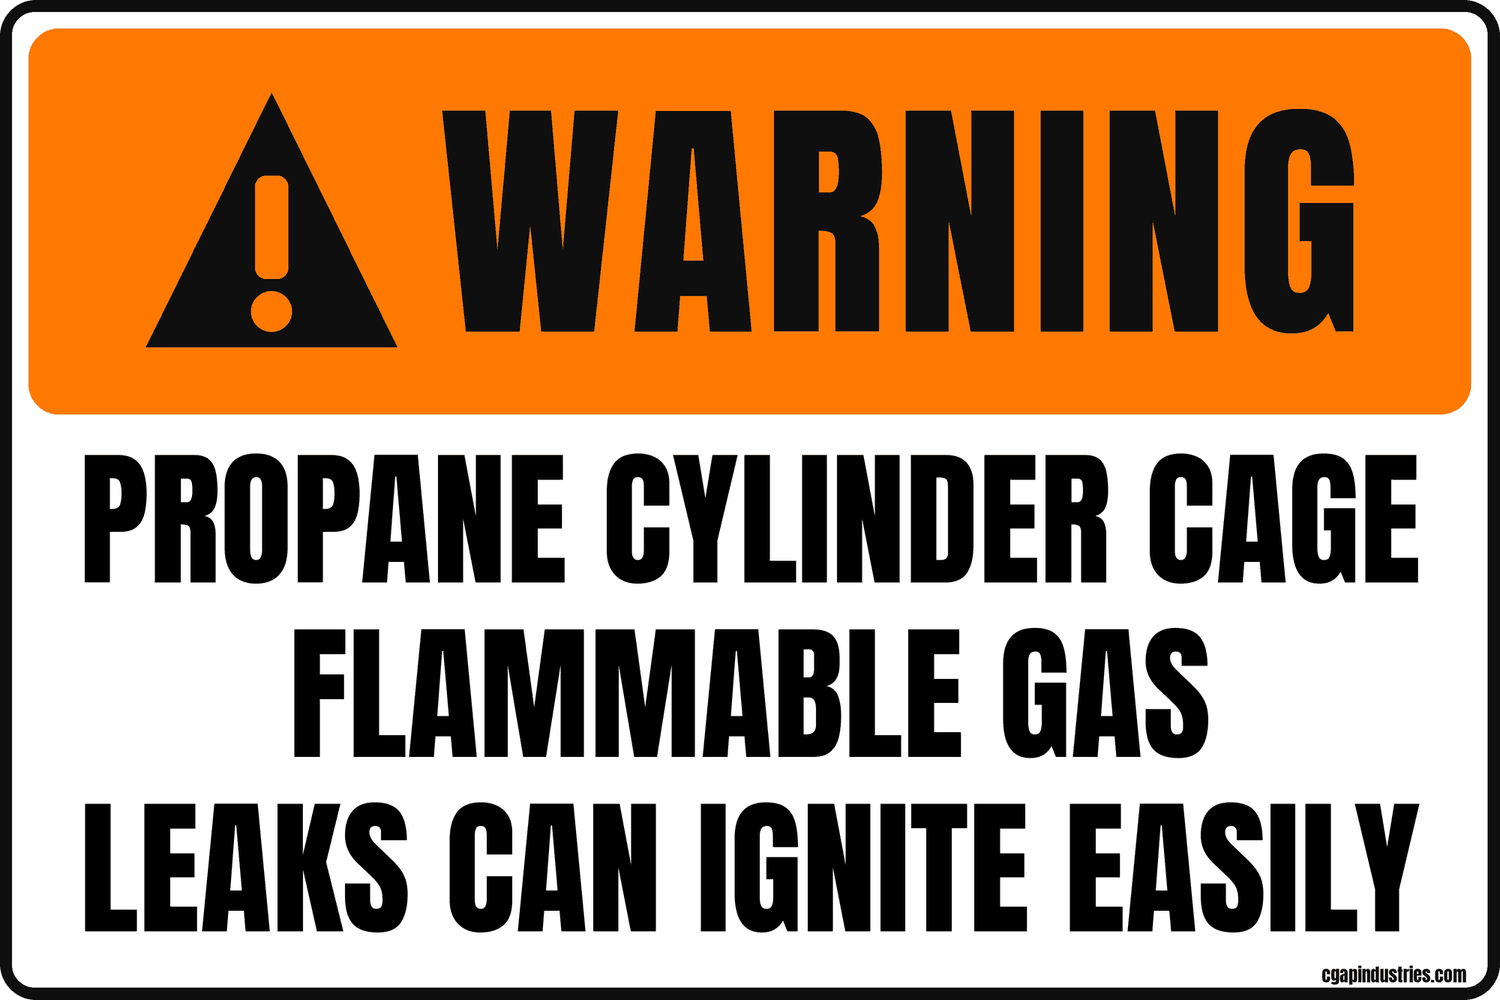 WARNING
PROPANE CYLINDER CAGE
FLAMMABLE GAS
LEAKS CAN IGNITE EASILY
cgapindustries.com